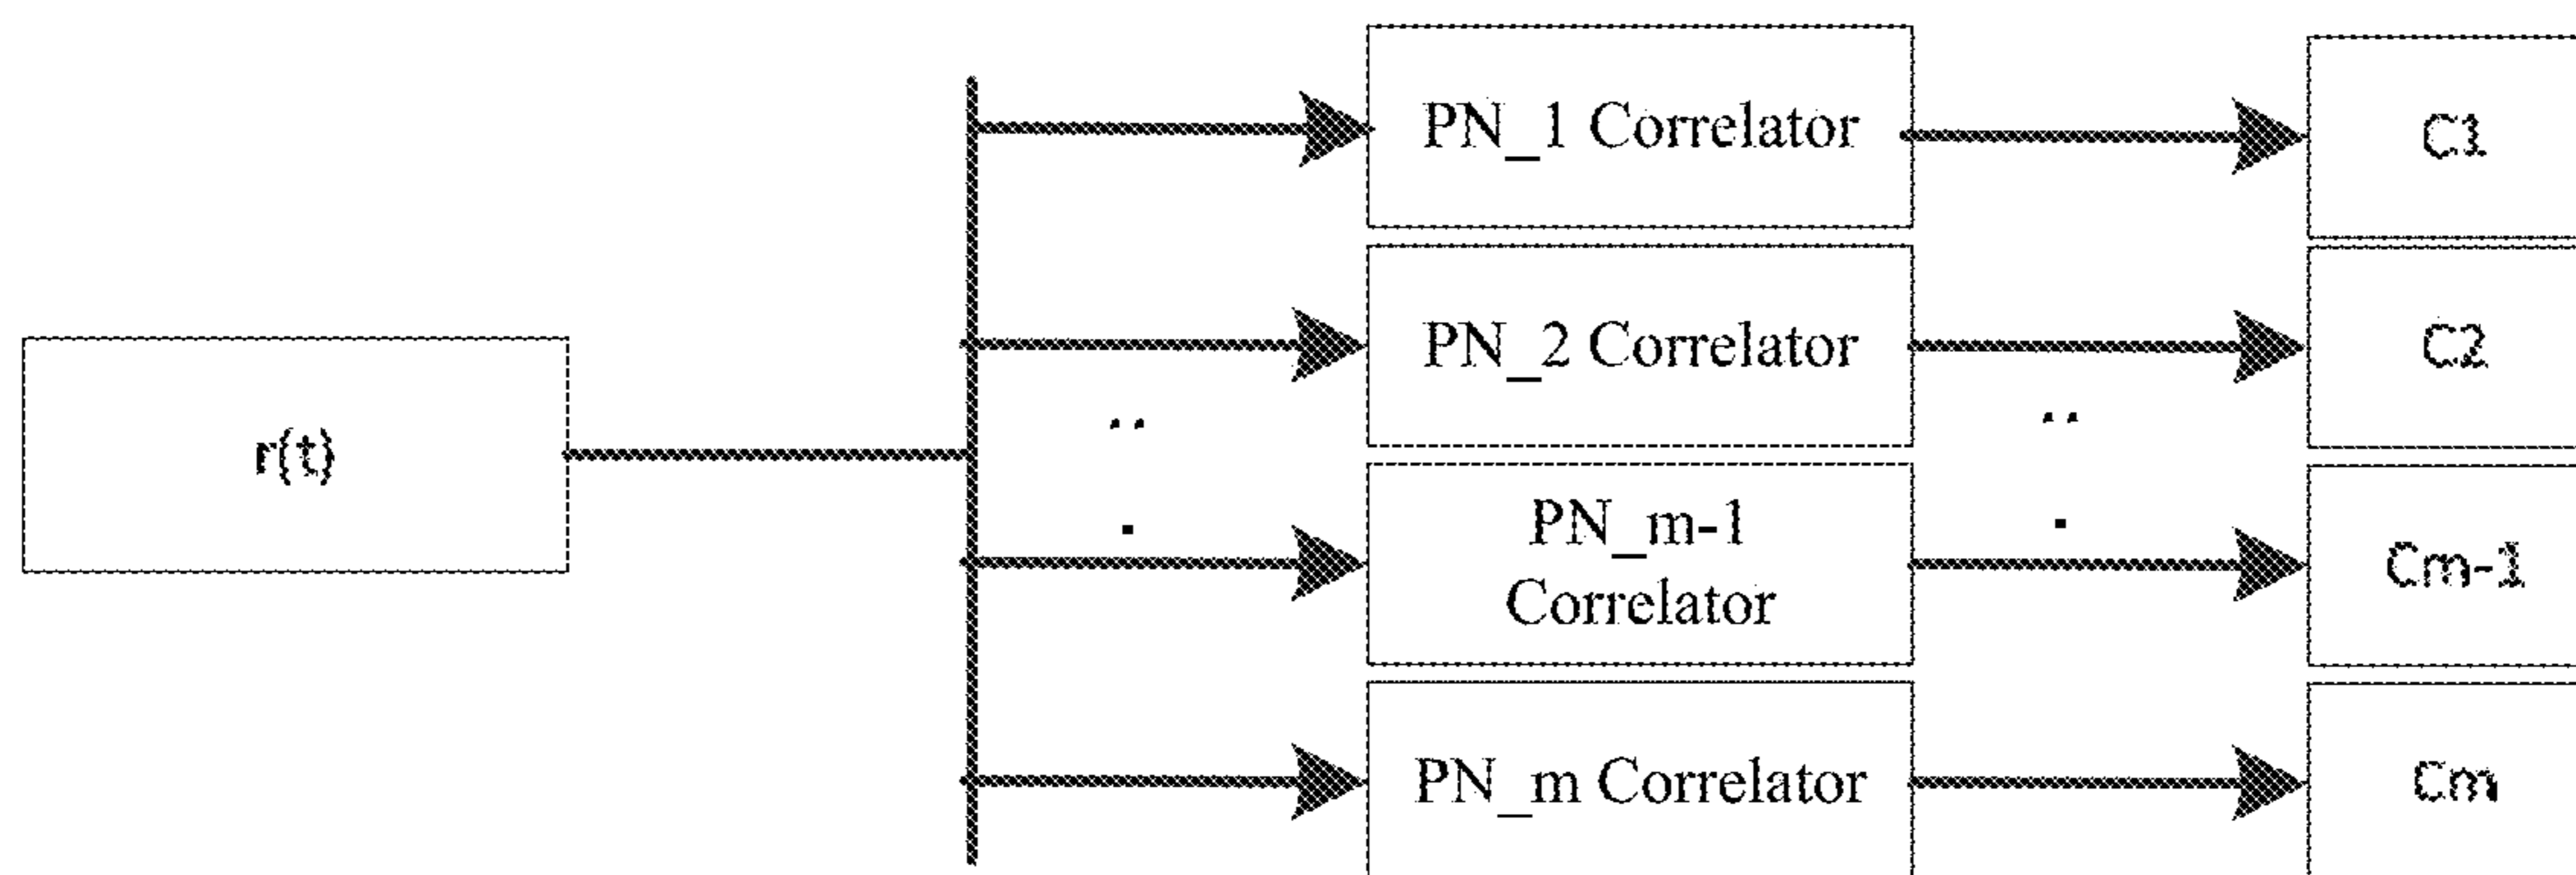 r(t)
PN_1 Correlator
C1
PN_2 Correlator
C2
PN_m-1
Correlator
Cm-1
PN_m Correlator
Cm